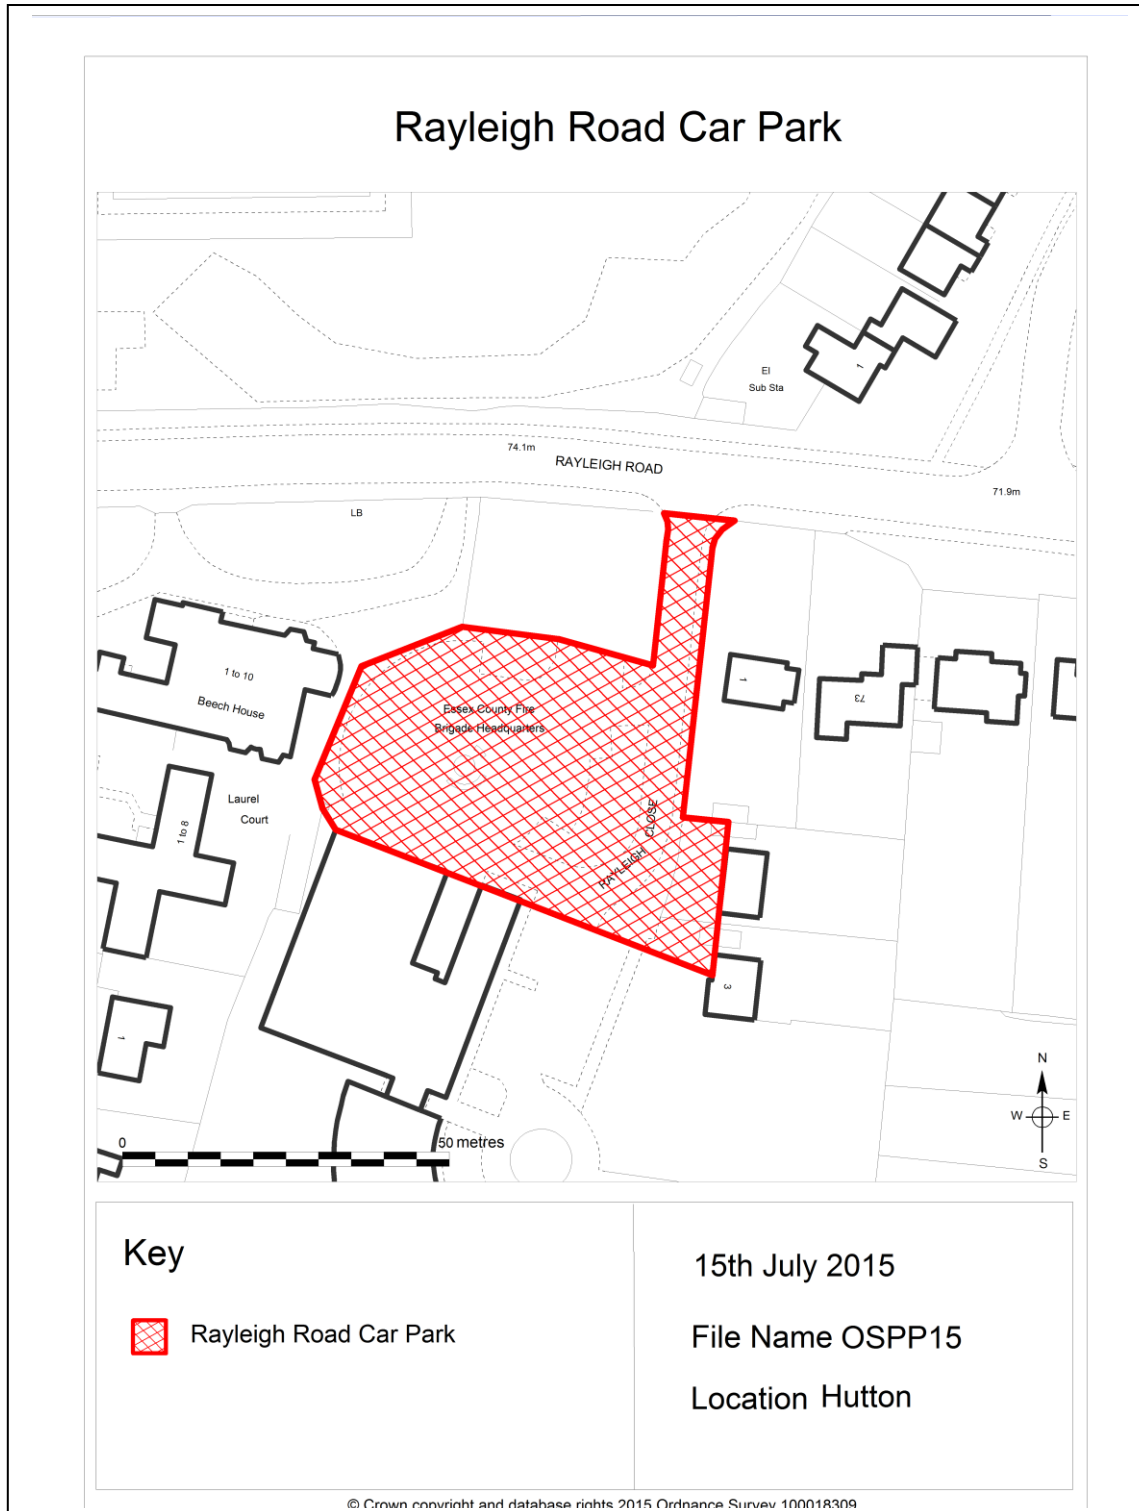 Rayleigh Road Car Park
El
Sub Sta
1
74.1m
RAYLEIGH ROAD
71.9m
LB
1 to 10
Beech House
Essex County Fire
Brigade Headquarters
1
73
Laurel
Court
1 to 8
RAYLEIGH CLOSE
3
1
N
W E
S
0 50 metres
Key
Rayleigh Road Car Park
15th July 2015
File Name OSPP15
Location Hutton
© Crown copyright and database rights 2015 Ordnance Survey 100018309